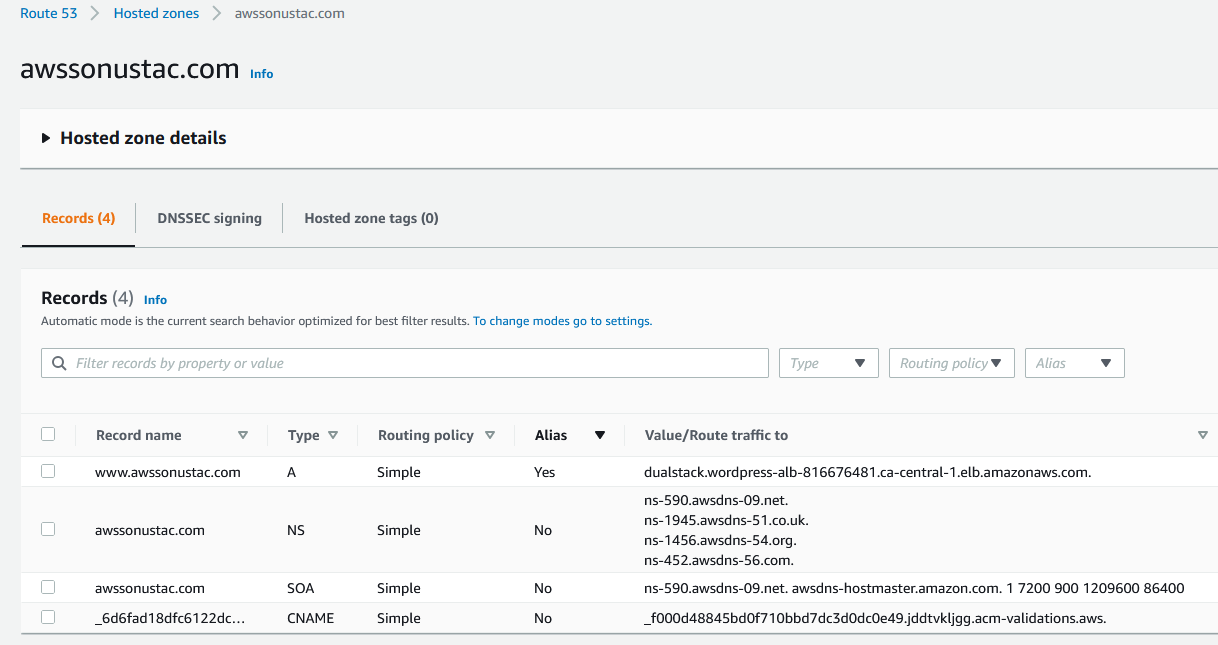 Route 53 > Hosted zones > awssonustac.com
awssonustac.com Info
Hosted zone details
Records (4) DNSSEC signing Hosted zone tags (0)
Records (4) Info
Automatic mode is the current search behavior optimized for best filter results. To change modes go to settings.
Filter records by property or value Type Routing policy Alias
Record name Type Routing policy Alias Value/Route traffic to
www.awssonustac.com A Simple Yes dualstack.wordpress-alb-816676481.ca-central-1.elb.amazonaws.com.
ns-590.awsdns-09.net.
ns-1945.awsdns-51.co.uk.
awssonustac.com NS Simple No
ns-1456.awsdns-54.org.
ns-452.awsdns-56.com.
awssonustac.com SOA Simple No ns-590.awsdns-09.net. awsdns-hostmaster.amazon.com. 1 7200 900 1209600 86400
_6d6fad18dfc6122dc... CNAME Simple No _f000d48845bd0f710bbd7dc3d0dc0e49.jddtvkljgg.acm-validations.aws.